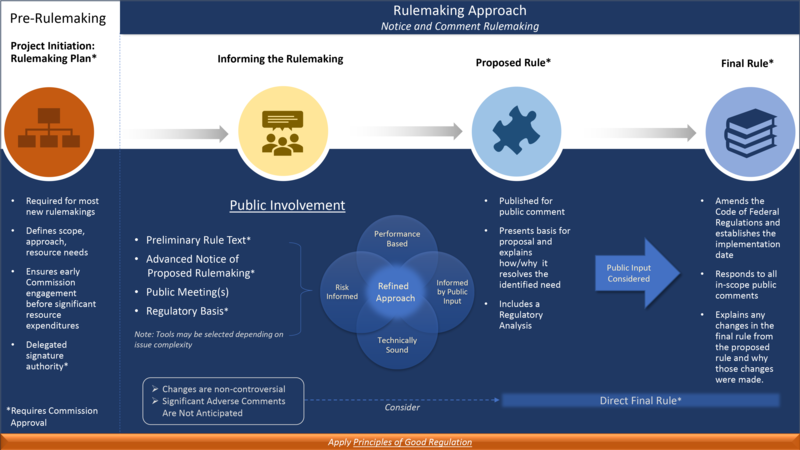 Pre-Rulemaking
Rulemaking Approach
Notice and Comment Rulemaking
Project Initiation:
Rulemaking Plan*
Informing the Rulemaking
Proposed Rule*
Final Rule*
• Required for most
new rulemakings
• Defines scope,
approach,
resource needs
• Ensures early
Commission
engagement before
significant
resource
expenditures
• Delegated
signature
authority*
*Requires Commission
Approval
Public Involvement
• Preliminary Rule Text*
• Advanced Notice of
Proposed Rulemaking*
• Public Meeting(s)
• Regulatory Basis*
Note: Tools may be selected depending on
issue complexity
Performance
Based
Risk
Informed
Refined
Approach
Informed
by Public
Input
Technically
Sound
• Published for
public comment
• Presents basis for
proposal and
explains
how/why it
resolves the
identified need
• Includes a
Regulatory
Analysis
Public Input
Considered
• Amends the
Code of Federal
Regulations and
establishes the
implementation
date
• Responds to all
in-scope public
comments
• Explains any
changes in the
final rule from
the proposed
rule and why
those changes
were made.
➢ Changes are non-controversial
➢ Significant Adverse Comments
Are Not Anticipated
Consider
Direct Final Rule*
Apply Principles of Good Regulation